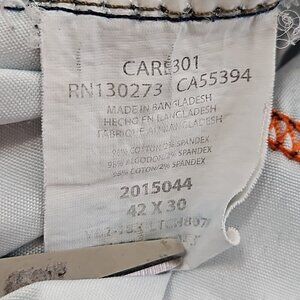 CARE301
RN130273 CA55394
MADE IN BANGLADESH
HECHO EN BANGLADESH
FABRIQUÉ AU BANGLADESH
98% COTTON/2% SPANDEX
98% ALGODON/2% SPANDEX
98% COTON/2% SPANDEX
2015044
42 X 30